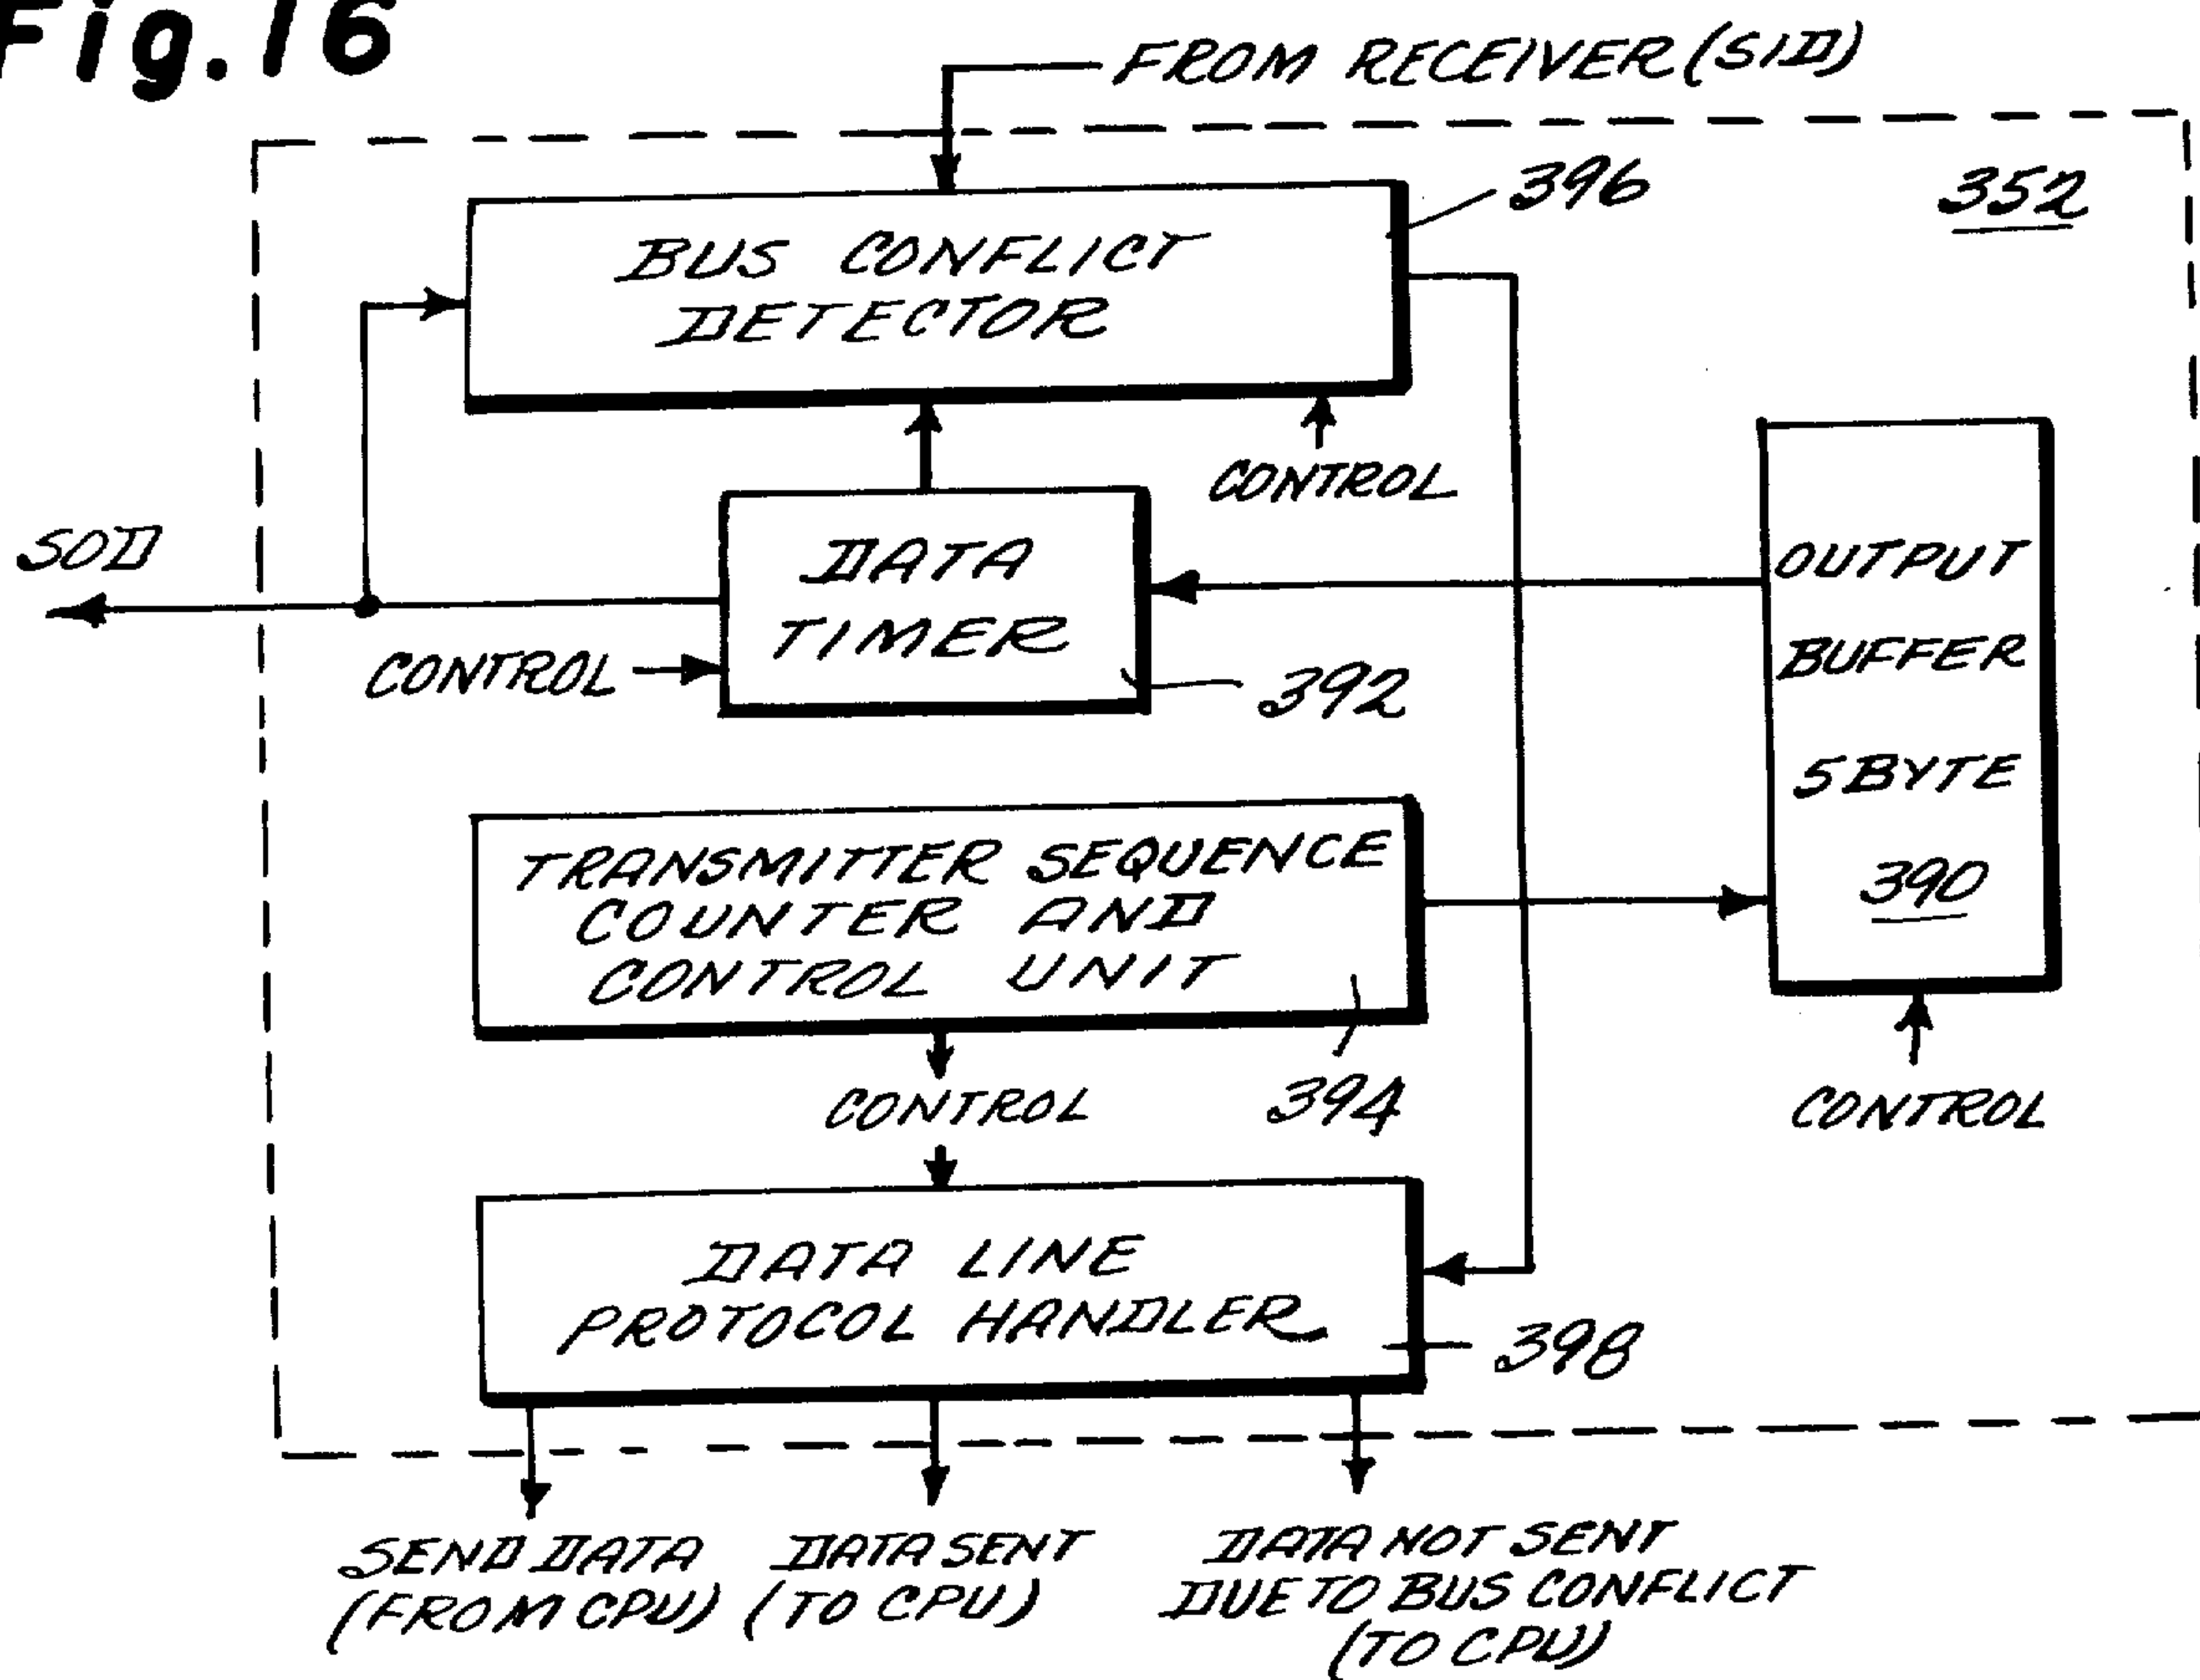 Fig.16
FROM RECEIVER (SID)
396
352
BUS CONFLICT
DETECTOR
CONTROL
SOD
DATA
TIMER
CONTROL
392
OUTPUT
BUFFER
5 BYTE
390
TRANSMITTER SEQUENCE
COUNTER AND
CONTROL UNIT
CONTROL
394
CONTROL
DATA LINE
PROTOCOL HANDLER
398
SEND DATA
(FROM CPU)
DATA SENT
(TO CPU)
DATA NOT SENT
DUE TO BUS CONFLICT
(TO CPU)